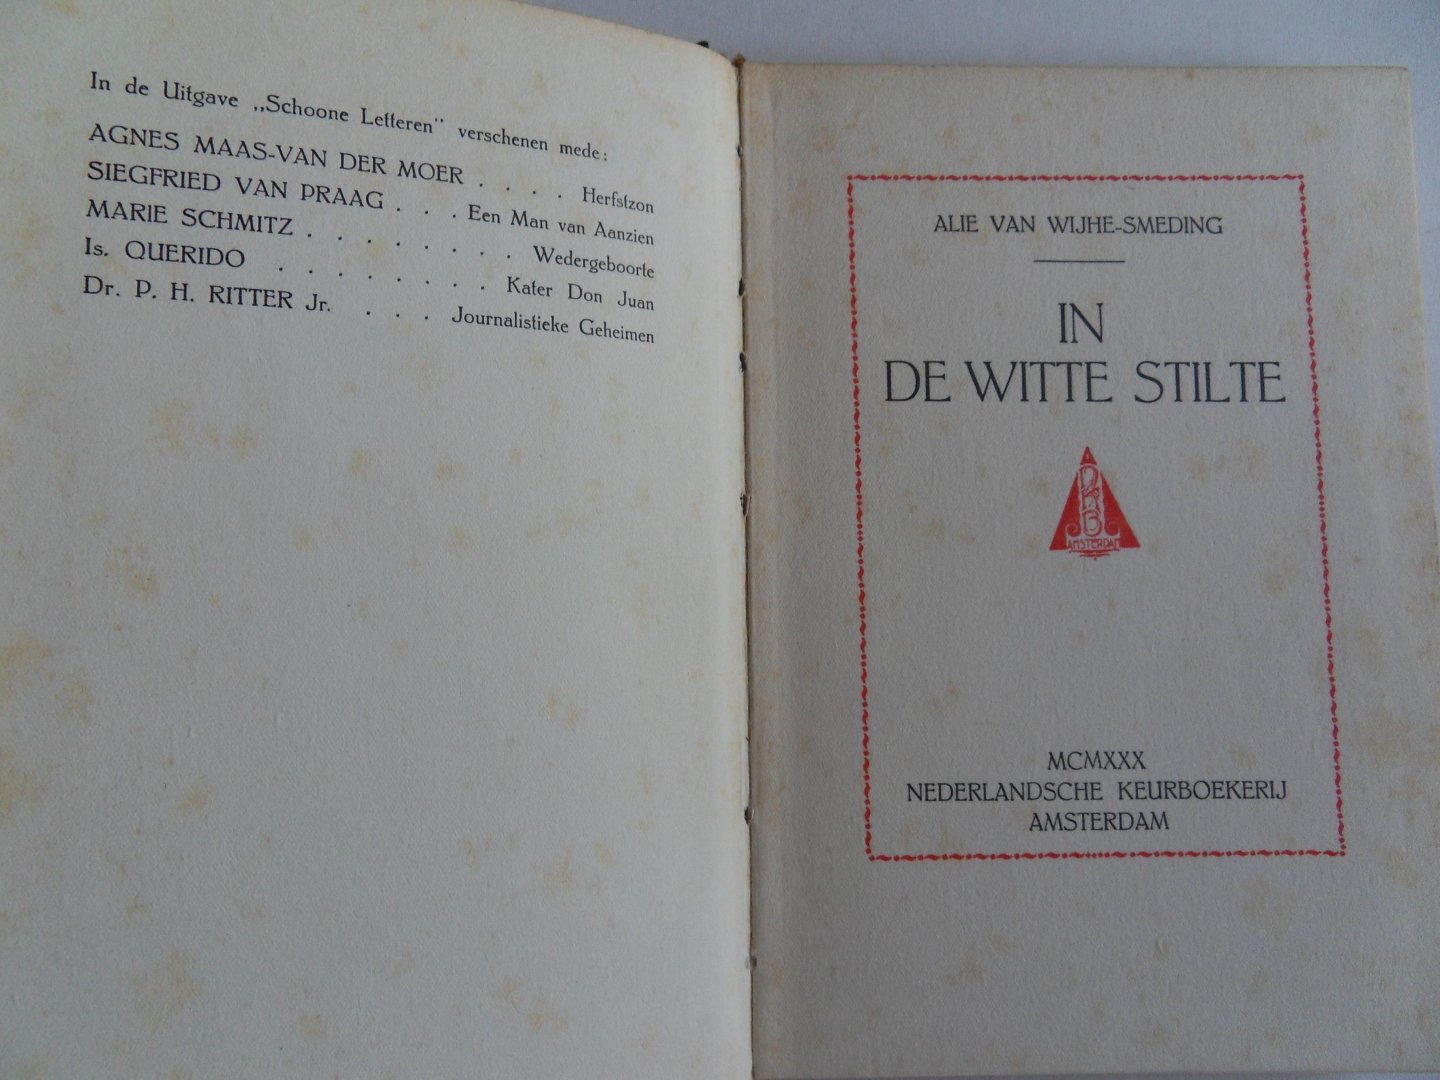 In de Uitgave „Schoone Letteren" verschenen mede:
AGNES MAAS-VAN DER MOER . . . . Herfstzon
SIEGFRIED VAN PRAAG . . . Een Man van Aanzien
MARIE SCHMITZ . . . . . . . Wedergeboorte
Is. QUERIDO . . . . . . . Kater Don Juan
Dr. P. H. RITTER Jr. . . . Journalistieke Geheimen
ALIE VAN WIJHE-SMEDING
IN
DE WITTE STILTE
NKB
AMSTERDAM
MCMXXX
NEDERLANDSCHE KEURBOEKERIJ
AMSTERDAM